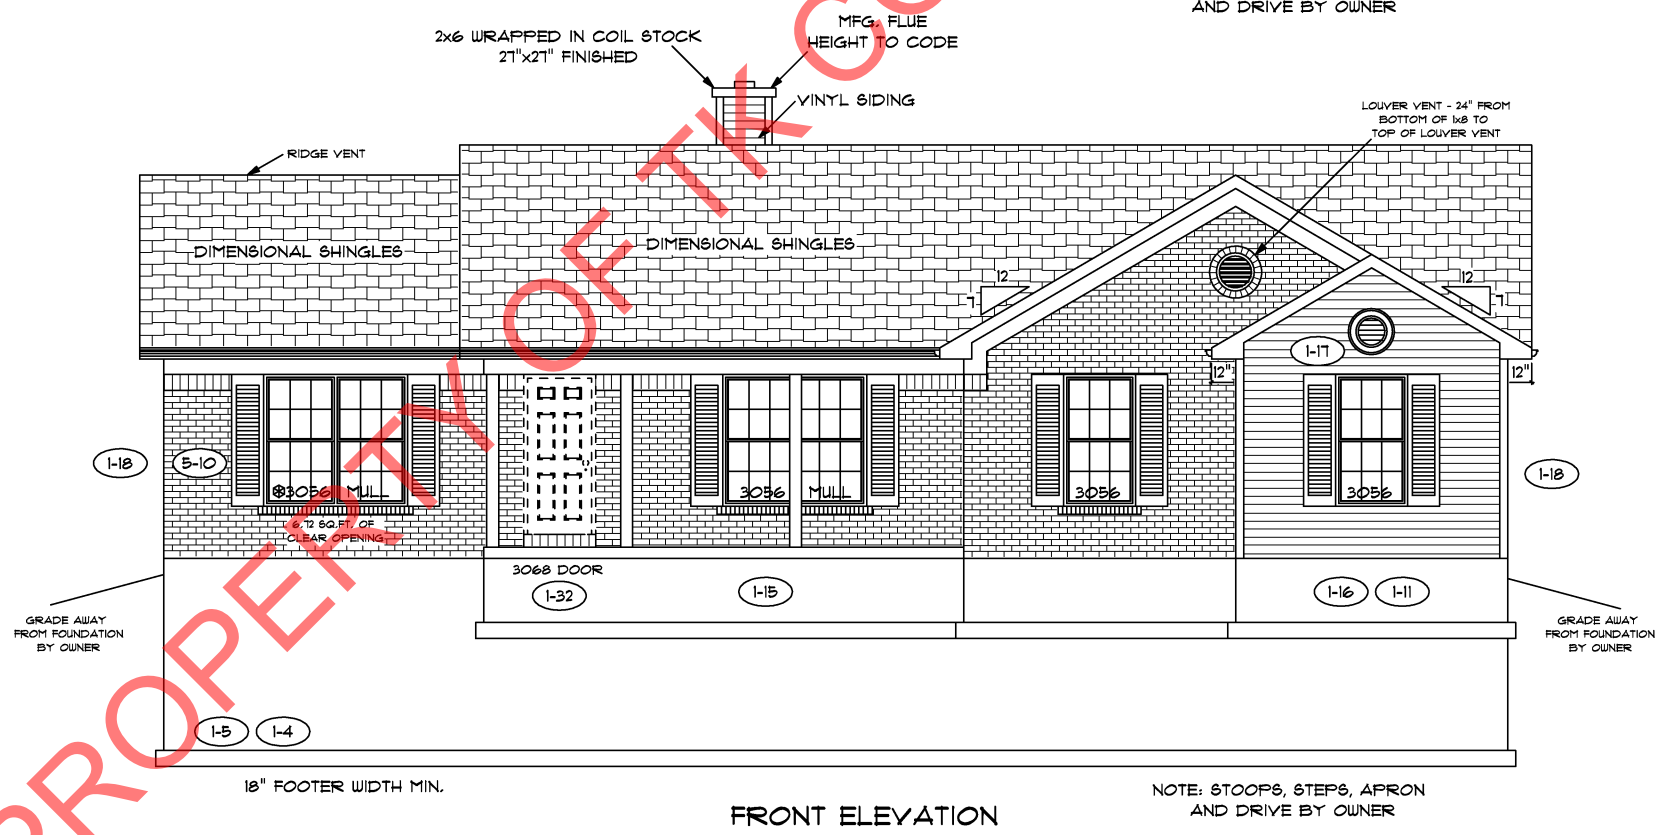 AND DRIVE BY OWNER
MFG. FLUE
HEIGHT TO CODE
2x6 WRAPPED IN COIL STOCK
27"x27" FINISHED
VINYL SIDING
LOUVER VENT - 24" FROM
BOTTOM OF 1x8 TO
TOP OF LOUVER VENT
RIDGE VENT
DIMENSIONAL SHINGLES
DIMENSIONAL SHINGLES
12
7
12
7
1-17
12"
12"
1-18
5-10
1-18
3056 MULL
3056 MULL
3056
3056
6.72 SQ.FT. OF
CLEAR OPENING
3068 DOOR
1-32
1-15
1-16
1-11
GRADE AWAY
FROM FOUNDATION
BY OWNER
GRADE AWAY
FROM FOUNDATION
BY OWNER
1-5
1-4
18" FOOTER WIDTH MIN.
NOTE: STOOPS, STEPS, APRON
AND DRIVE BY OWNER
FRONT ELEVATION
PROPERTY OF TK CO